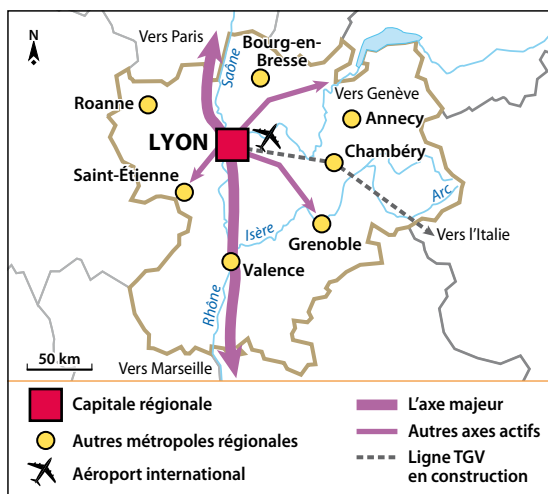 N
Vers Paris
Saône
Bourg-en-
Bresse
Vers Genève
Roanne
Annecy
LYON
Chambéry
Saint-Étienne
Arc
Isère
Grenoble
Vers l'Italie
Valence
Rhône
50 km
Vers Marseille
Capitale régionale
Autres métropoles régionales
Aéroport international
L'axe majeur
Autres axes actifs
Ligne TGV
en construction